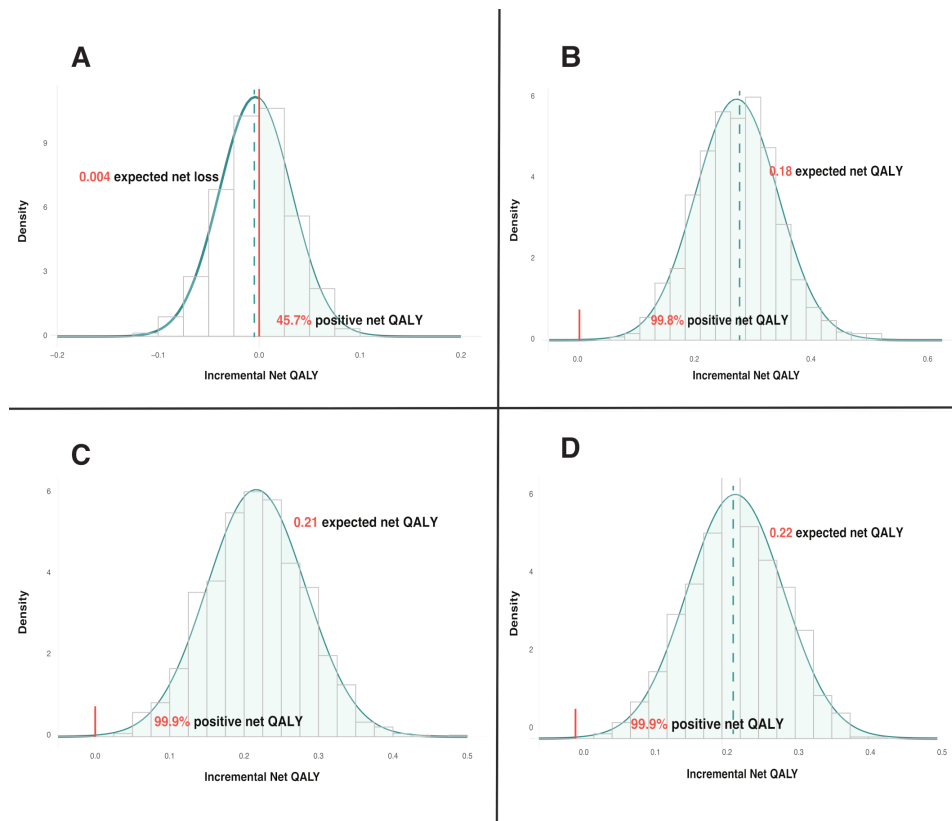 A
0.004 expected net loss
45.7% positive net QALY
Density
0
3
6
9
−0.2
−0.1
0.0
0.1
0.2
Incremental Net QALY
B
0.18 expected net QALY
99.8% positive net QALY
Density
0
2
4
6
0.0
0.2
0.4
0.6
Incremental Net QALY
C
0.21 expected net QALY
99.9% positive net QALY
Density
0
2
4
6
0.0
0.1
0.2
0.3
0.4
0.5
Incremental Net QALY
D
0.22 expected net QALY
99.9% positive net QALY
Density
0
2
4
6
0.0
0.1
0.2
0.3
0.4
0.5
Incremental Net QALY